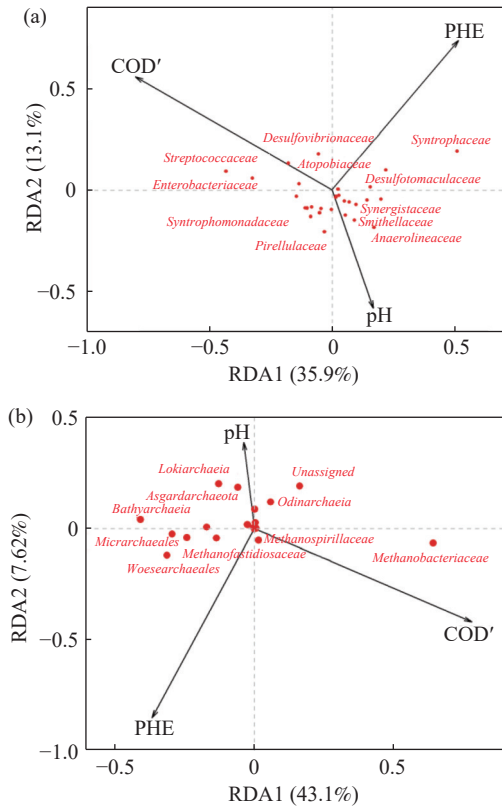 (a)
PHE
COD′
0.5
Desulfovibrionaceae
Syntrophaceae
Streptococcaceae
Atopobiaceae
Desulfotomaculaceae
Enterobacteriaceae
0
Synergistaceae
Syntrophomonadaceae
Smithellaceae
Pirellulaceae
Anaerolineaceae
−0.5
pH
RDA2 (13.1%)
−1.0
−0.5
0
0.5
RDA1 (35.9%)
(b)
0.5
pH
Lokiarchaeia
Unassigned
Asgardarchaeota
Odinarchaeia
Bathyarchaeia
0
Micrarchaeales
Methanospirillaceae
Methanofastidiosaceae
Methanobacteriaceae
Woesearchaeales
−0.5
COD′
PHE
RDA2 (7.62%)
−1.0
−0.5
0
0.5
RDA1 (43.1%)